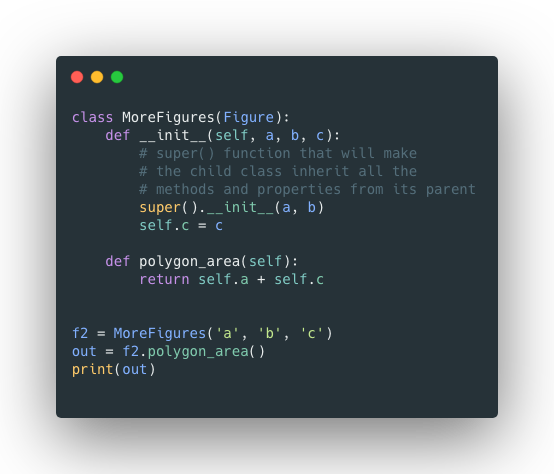 class MoreFigures(Figure):
    def __init__(self, a, b, c):
        # super() function that will make
        # the child class inherit all the
        # methods and properties from its parent
        super().__init__(a, b)
        self.c = c
    def polygon_area(self):
        return self.a + self.c
f2 = MoreFigures('a', 'b', 'c')
out = f2.polygon_area()
print(out)